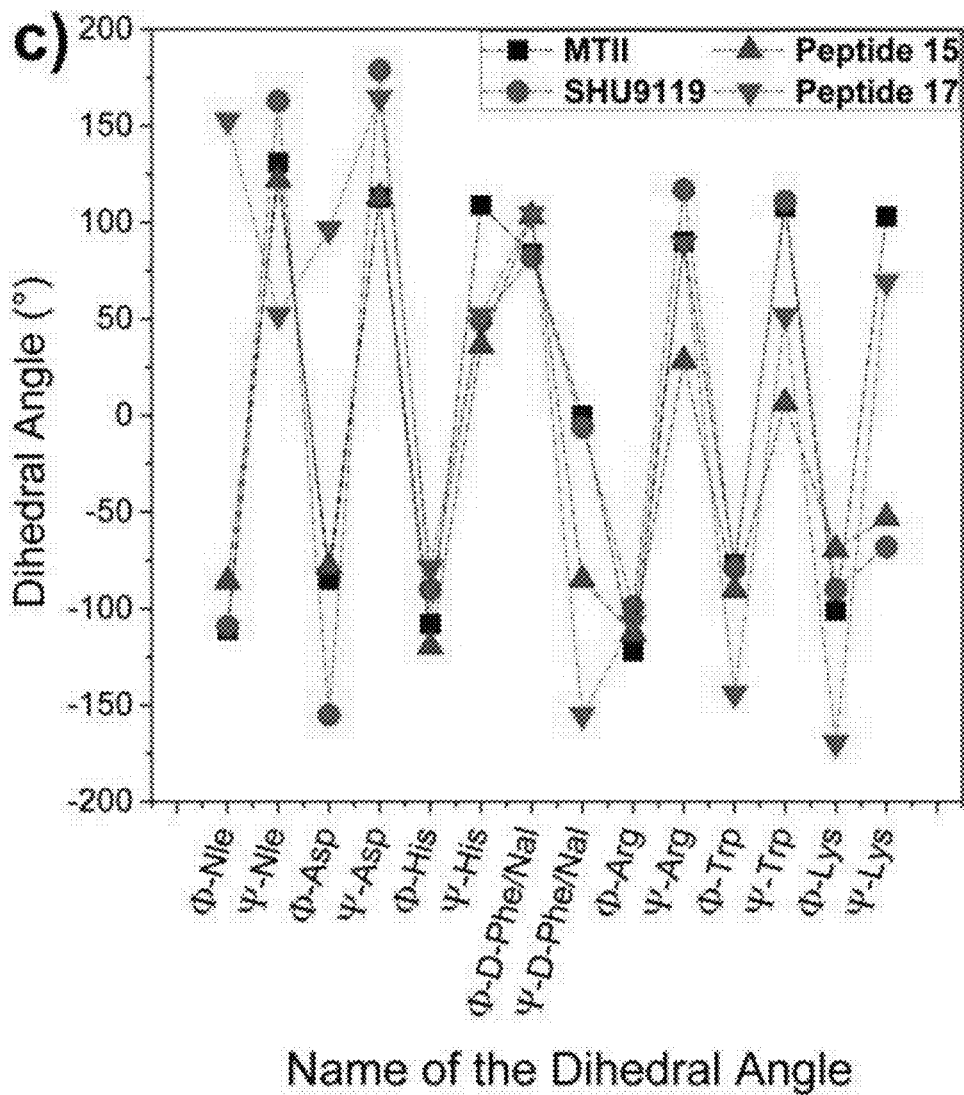 c)
MTII
Peptide 15
SHU9119
Peptide 17
200
150
100
50
0
-50
-100
-150
-200
Dihedral Angle (°)
Φ-Nle
Ψ-Nle
Φ-Asp
Ψ-Asp
Φ-His
Ψ-His
Φ-D-Phe/Nal
Ψ-D-Phe/Nal
Φ-Arg
Ψ-Arg
Φ-Trp
Ψ-Trp
Φ-Lys
Ψ-Lys
Name of the Dihedral Angle